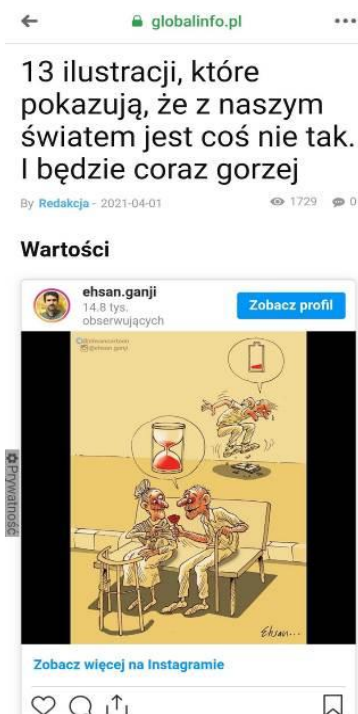 globalinfo.pl
13 ilustracji, które
pokazują, że z naszym
światem jest coś nie tak.
I będzie coraz gorzej
By Redakcja - 2021-04-01 1729 0
Wartości
ehsan.ganji
14.8 tys.
obserwujących
Zobacz profil
Ehsan...
Prywatność
Zobacz więcej na Instagramie